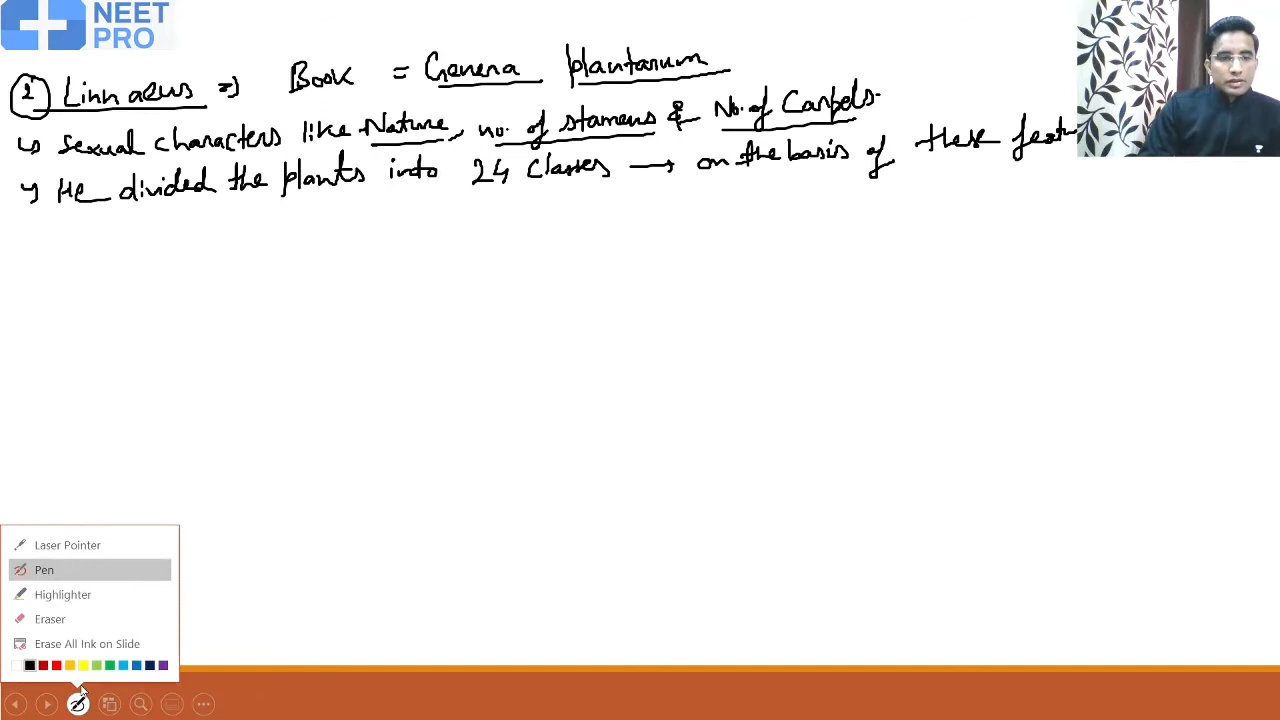 NEET
PRO
2 Linnaeus ⇒ Book = Genera plantarum
↳ sexual characters like Nature, no. of stamens & No. of Carpels.
↳ He divided the plants into 24 Classes → on the basis of these featu
Laser Pointer
Pen
Highlighter
Eraser
Erase All Ink on Slide